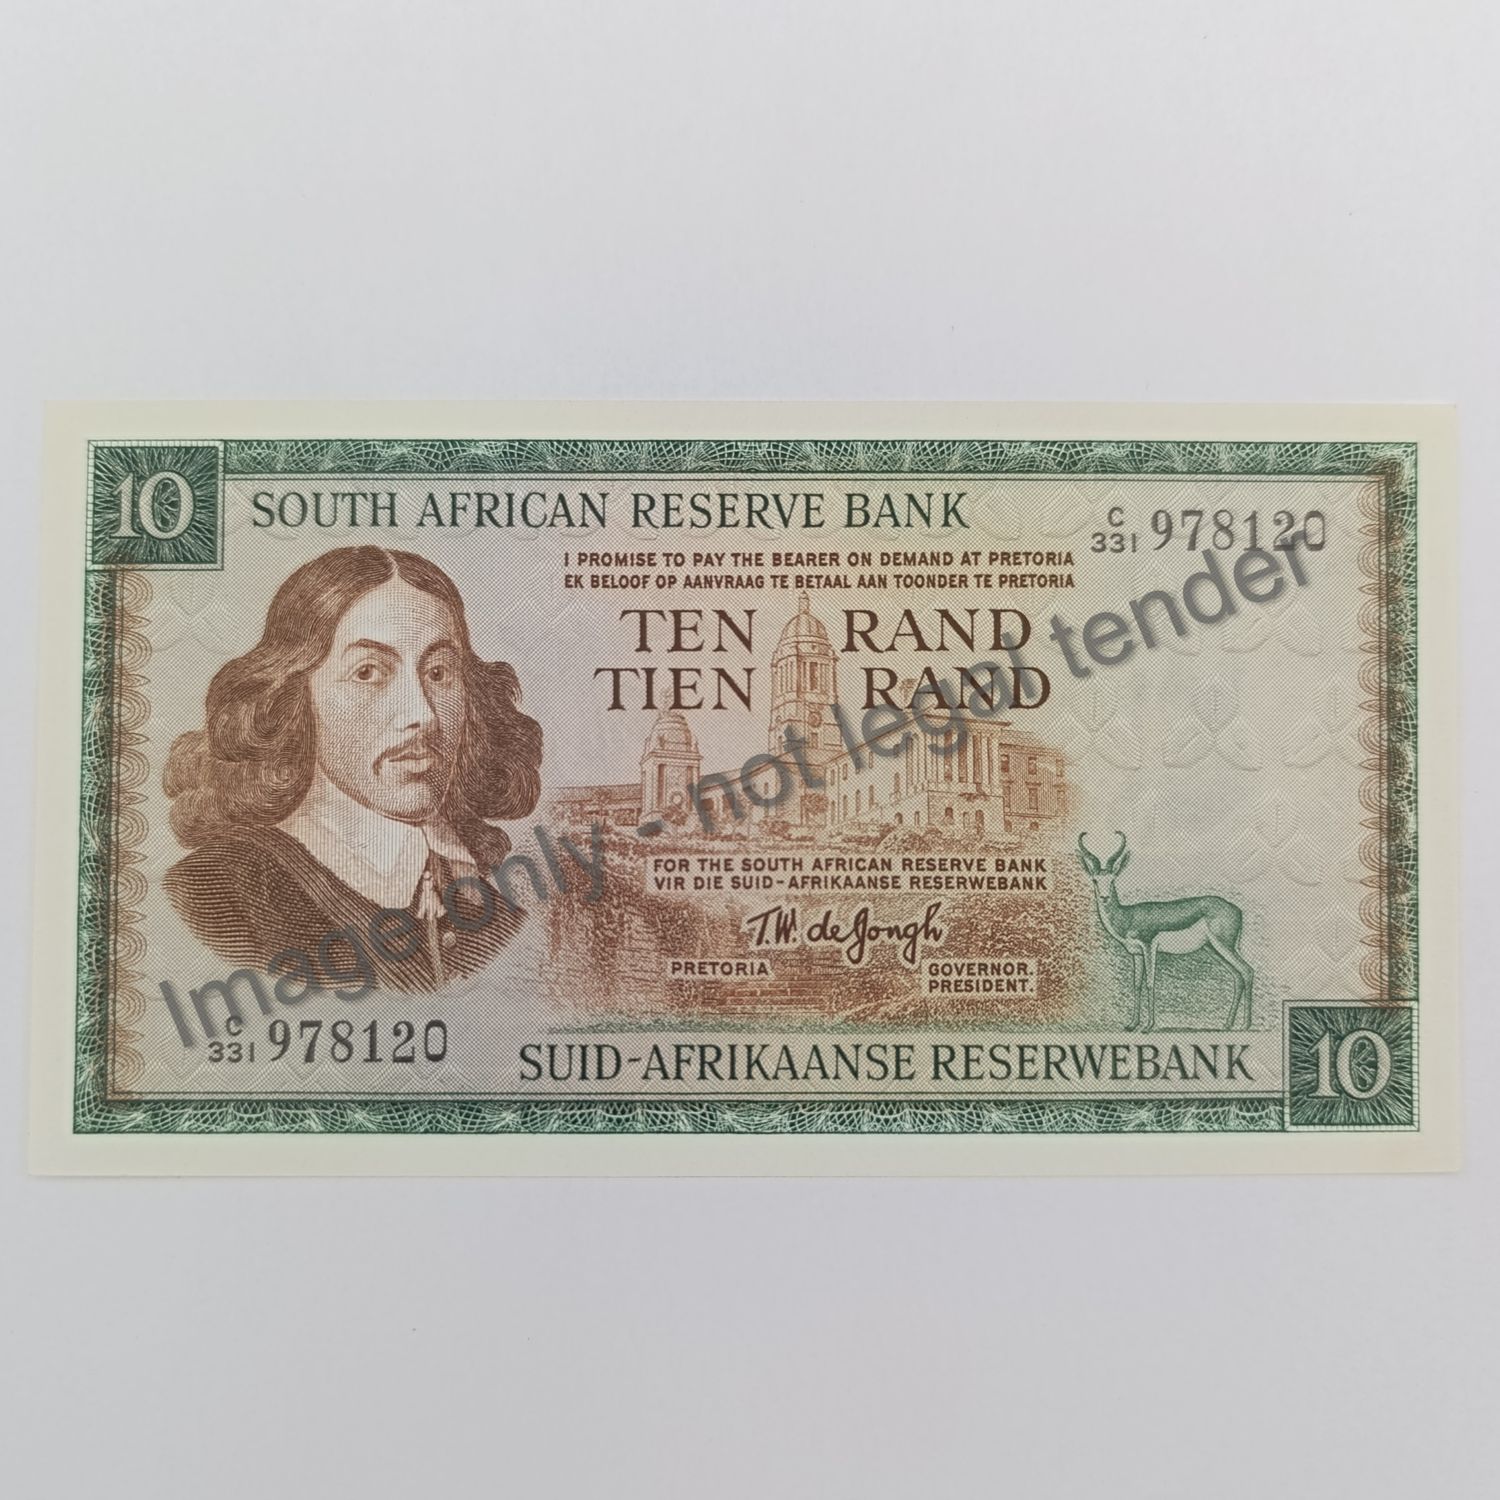 10
SOUTH AFRICAN RESERVE BANK
C
331 978120
I PROMISE TO PAY THE BEARER ON DEMAND AT PRETORIA
EK BELOOF OP AANVRAAG TE BETAAL AAN TOONDER TE PRETORIA
TEN RAND
TIEN RAND
Image only - not legal tender
FOR THE SOUTH AFRICAN RESERVE BANK
VIR DIE SUID-AFRIKAANSE RESERWEBANK
T.W. de Jongh
PRETORIA
GOVERNOR.
PRESIDENT.
C
331 978120
SUID-AFRIKAANSE RESERWEBANK
10